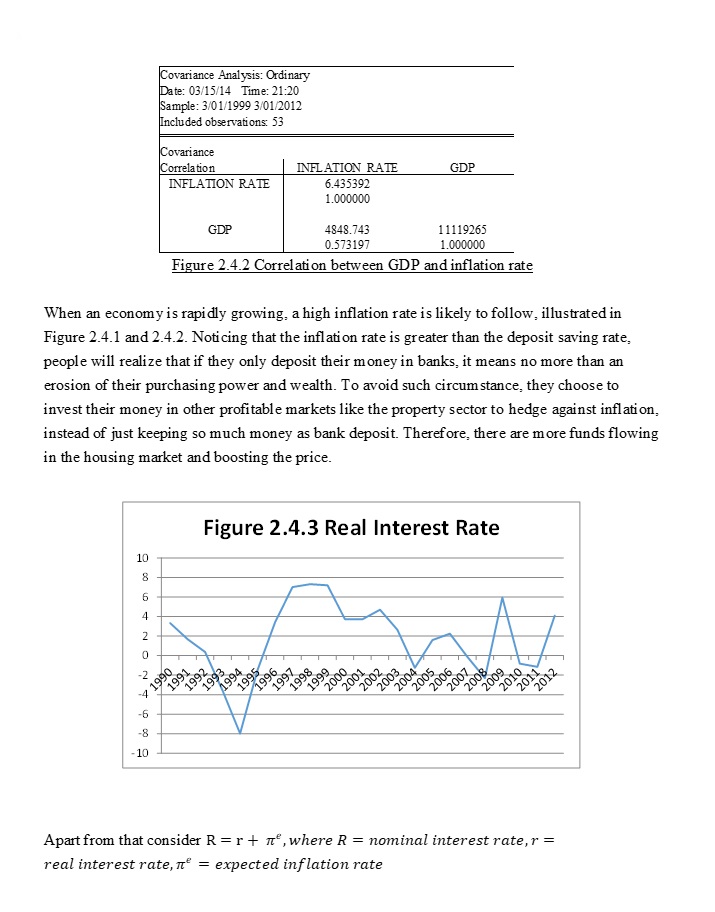 Covariance Analysis: Ordinary
Date: 03/15/14 Time: 21:20
Sample: 3/01/1999 3/01/2012
Included observations: 53
Covariance
Correlation INFLATION RATE GDP
INFLATION RATE 6.435392
1.000000
GDP 4848.743 11119265
0.573197 1.000000
Figure 2.4.2 Correlation between GDP and inflation rate
When an economy is rapidly growing, a high inflation rate is likely to follow, illustrated in
Figure 2.4.1 and 2.4.2. Noticing that the inflation rate is greater than the deposit saving rate,
people will realize that if they only deposit their money in banks, it means no more than an
erosion of their purchasing power and wealth. To avoid such circumstance, they choose to
invest their money in other profitable markets like the property sector to hedge against inflation,
instead of just keeping so much money as bank deposit. Therefore, there are more funds flowing
in the housing market and boosting the price.
Figure 2.4.3 Real Interest Rate
10
8
6
4
2
0
-2
-4
-6
-8
-10
1990 1991 1992 1993 1994 1995 1996 1997 1998 1999 2000 2001 2002 2003 2004 2005 2006 2007 2008 2009 2010 2011 2012
Apart from that consider R = r + πᵉ, where R = nominal interest rate, r =
real interest rate, πᵉ = expected inflation rate